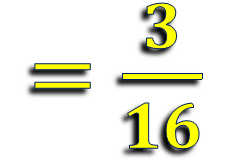 = 3/16